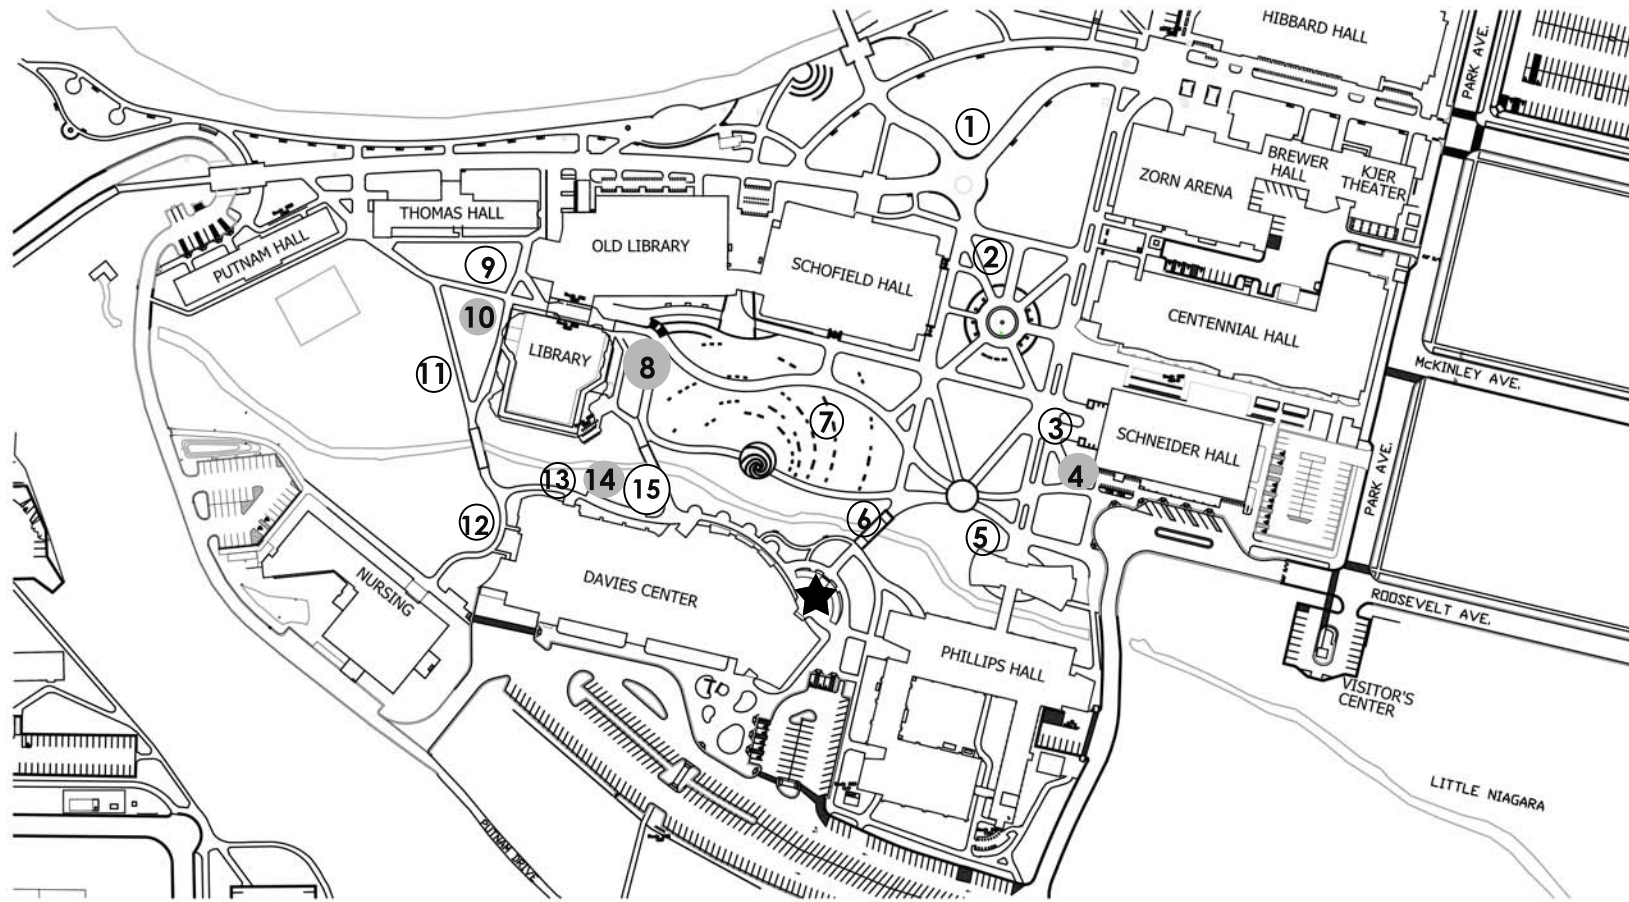 HIBBARD HALL
PARK AVE.
1
BREWER
HALL
KJER
THEATER
ZORN ARENA
THOMAS HALL
OLD LIBRARY
PUTNAM HALL
9
2
SCHOFIELD HALL
10
CENTENNIAL HALL
LIBRARY
8
11
McKINLEY AVE.
7
3
SCHNEIDER HALL
4
PARK AVE.
13
14
15
12
6
5
NURSING
DAVIES CENTER
ROOSEVELT AVE.
PHILLIPS HALL
VISITOR'S
CENTER
LITTLE NIAGARA
PUTNAM DRIVE